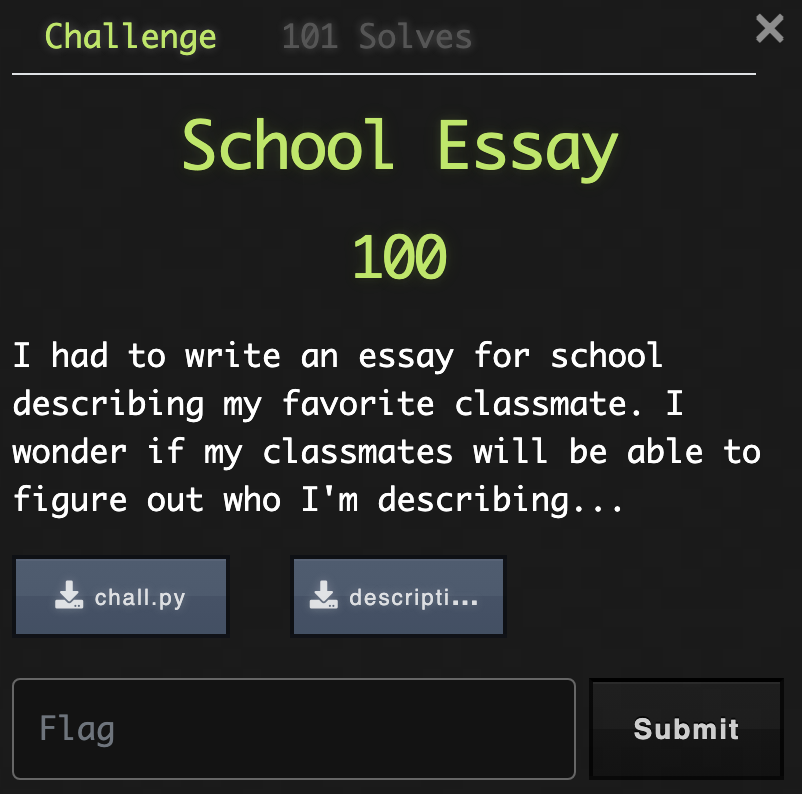 Challenge 101 Solves
School Essay
100
I had to write an essay for school
describing my favorite classmate. I
wonder if my classmates will be able to
figure out who I'm describing...
chall.py descripti...
Flag Submit